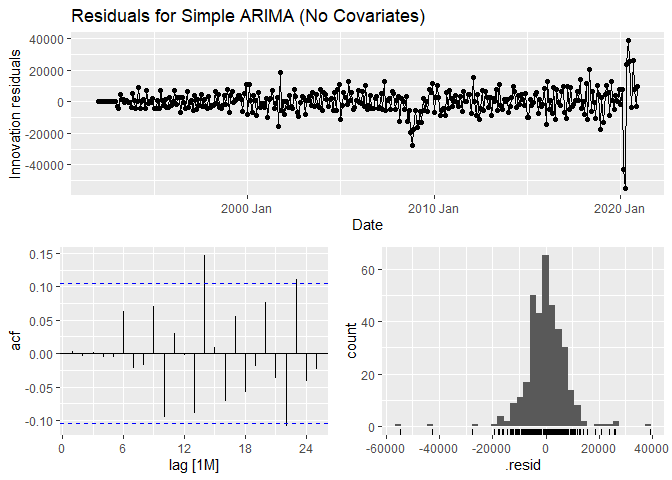 Residuals for Simple ARIMA (No Covariates)
Innovation residuals
40000
20000
0
-20000
-40000
2000 Jan
2010 Jan
2020 Jan
Date
acf
0.15
0.10
0.05
0.00
-0.05
-0.10
0
6
12
18
24
lag [1M]
count
60
40
20
0
-60000
-40000
-20000
0
20000
40000
.resid